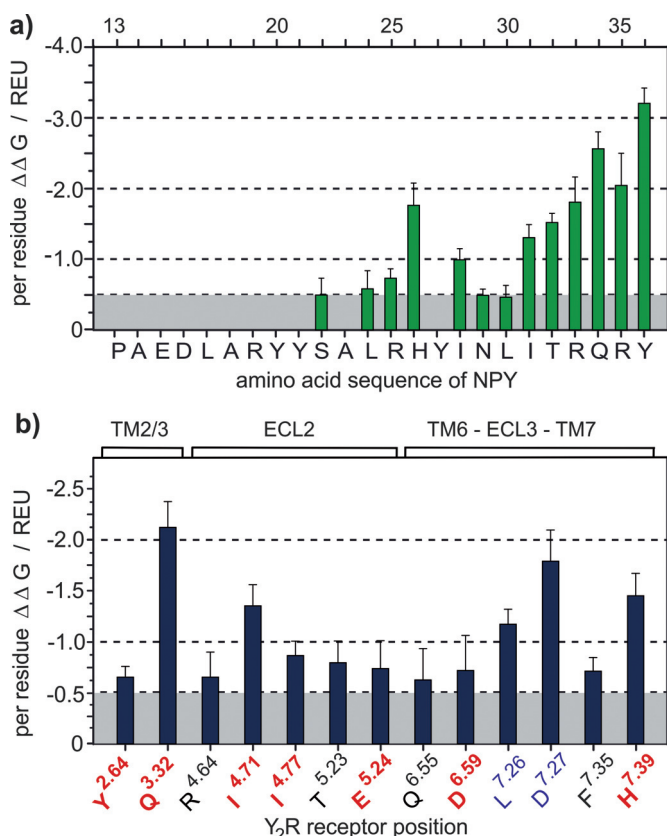 a)
13 20 25 30 35
-4.0
-3.0
-2.0
-1.0
0
per residue Δ Δ G / REU
P A E D L A R Y Y S A L R H Y I N L I T R Q R Y
amino acid sequence of NPY
b)
TM2/3 ECL2 TM6 - ECL3 - TM7
-2.5
-2.0
-1.5
-1.0
-0.5
0
per residue Δ Δ G / REU
Y2.64 Q3.32 R4.64 I4.71 I4.77 T5.23 E5.24 Q6.55 D6.59 L7.26 D7.27 F7.35 H7.39
Y2R receptor position